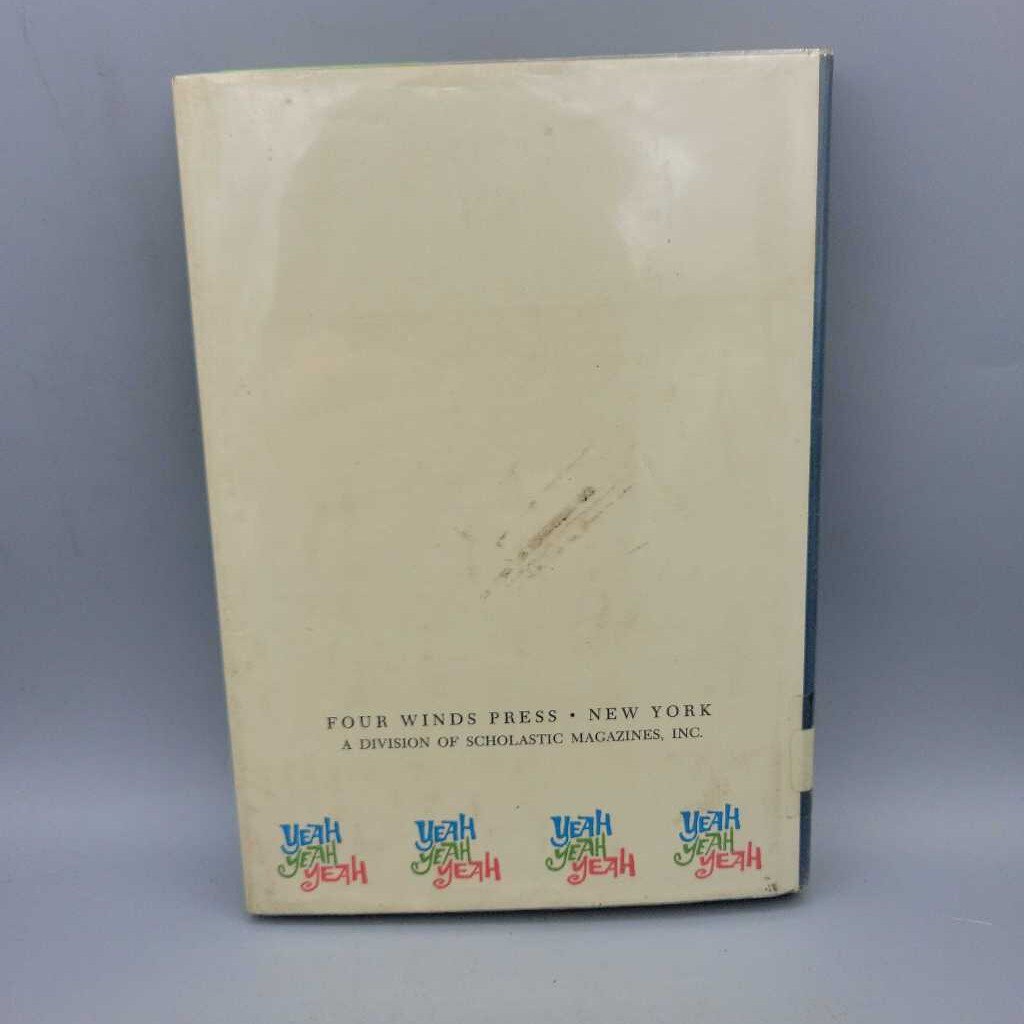 FOUR WINDS PRESS • NEW YORK
A DIVISION OF SCHOLASTIC MAGAZINES, INC.
YEAH YEAH YEAH YEAH
YEAH YEAH YEAH YEAH
YEAH YEAH YEAH YEAH